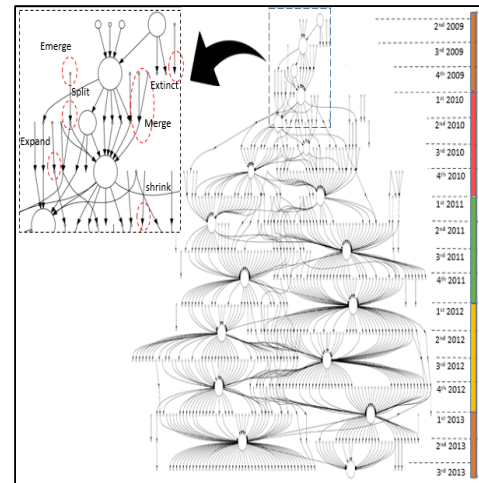 Emerge
Split
Extinct
Merge
Expand
shrink
2nd 2009
3rd 2009
4th 2009
1st 2010
2nd 2010
3rd 2010
4th 2010
1st 2011
2nd 2011
3rd 2011
4th 2011
1st 2012
2nd 2012
3rd 2012
4th 2012
1st 2013
2nd 2013
3rd 2013